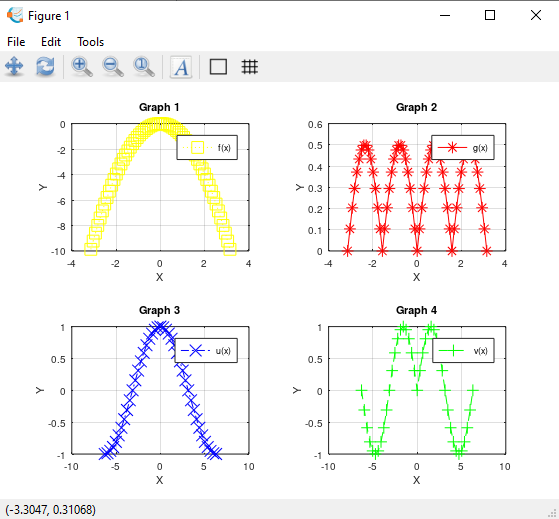 Figure 1
File Edit Tools
A
Graph 1
0
-2
-4
-6
-8
-10
Y
f(x)
-4 -2 0 2 4
X
Graph 2
0.6
0.5
0.4
0.3
0.2
0.1
0
Y
g(x)
-4 -2 0 2 4
X
Graph 3
1
0.5
0
-0.5
-1
Y
u(x)
-10 -5 0 5 10
X
Graph 4
1
0.5
0
-0.5
-1
Y
v(x)
-10 -5 0 5 10
X
(-3.3047, 0.31068)